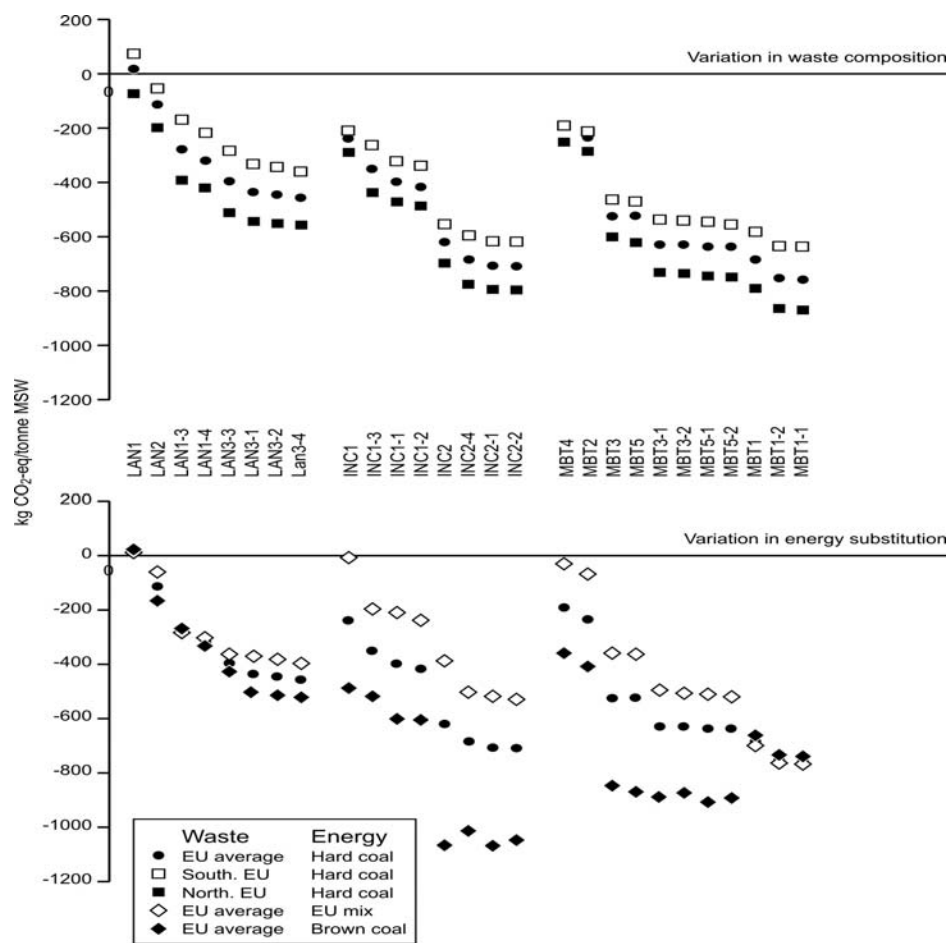 200
Variation in waste composition
0
0
-200
-400
-600
-800
-1000
-1200
kg CO₂-eq/tonne MSW
LAN1
LAN2
LAN1-3
LAN1-4
LAN3-3
LAN3-1
LAN3-2
Lan3-4
INC1
INC1-3
INC1-1
INC1-2
INC2
INC2-4
INC2-1
INC2-2
MBT4
MBT2
MBT3
MBT5
MBT3-1
MBT3-2
MBT5-1
MBT5-2
MBT1
MBT1-2
MBT1-1
200
Variation in energy substitution
0
0
-200
-400
-600
-800
-1000
-1200
Waste Energy
EU average Hard coal
South. EU Hard coal
North. EU Hard coal
EU average EU mix
EU average Brown coal